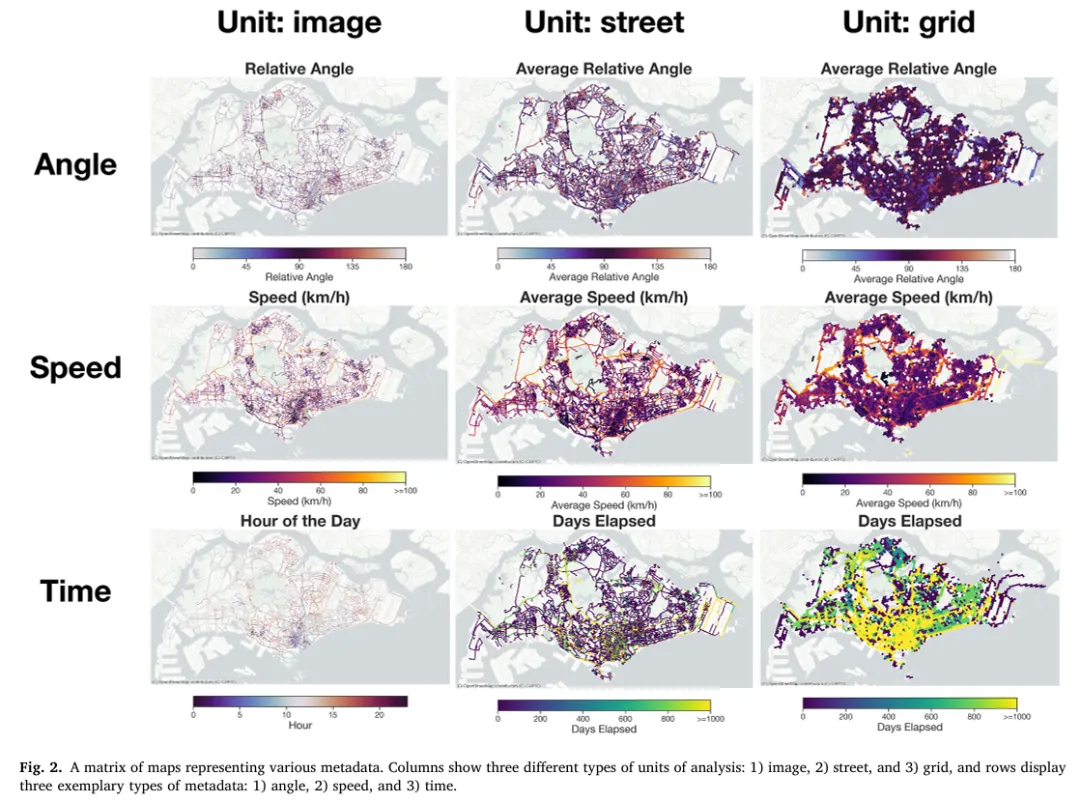 Unit: image Unit: street Unit: grid
Relative Angle Average Relative Angle Average Relative Angle
Angle
0 45 90 135 180 0 45 90 135 180 0 45 90 135 180
Relative Angle Average Relative Angle Average Relative Angle
Speed (km/h) Average Speed (km/h) Average Speed (km/h)
Speed
0 20 40 60 80 >=100 0 20 40 60 80 >=100 0 20 40 60 80 >=100
Speed (km/h) Average Speed (km/h) Average Speed (km/h)
Hour of the Day Days Elapsed Days Elapsed
Time
0 5 10 15 20 0 200 400 600 800 >=1000 0 200 400 600 800 >=1000
Hour Days Elapsed Days Elapsed
Fig. 2. A matrix of maps representing various metadata. Columns show three different types of units of analysis: 1) image, 2) street, and 3) grid, and rows display
three exemplary types of metadata: 1) angle, 2) speed, and 3) time.